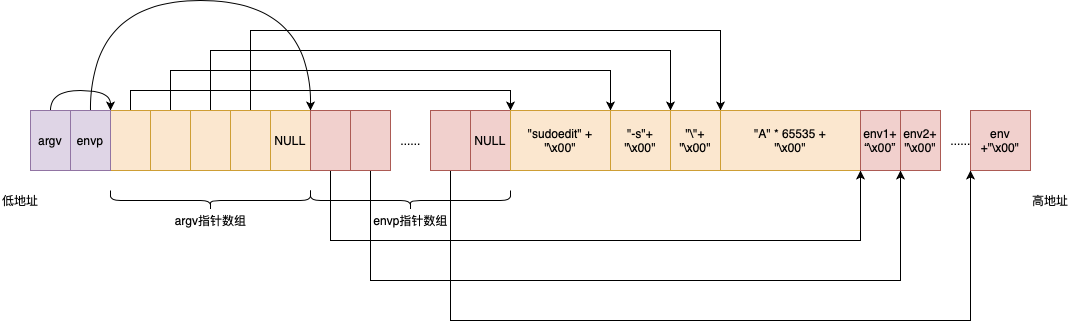 argv
envp
NULL
......
NULL
"sudoedit" +
"\x00"
"-s"+
"\x00"
"\"+
"\x00"
"A" * 65535 +
"\x00"
env1+
“\x00"
env2+
"\x00"
......
env
+"\x00"
低地址
高地址
argv指针数组
envp指针数组